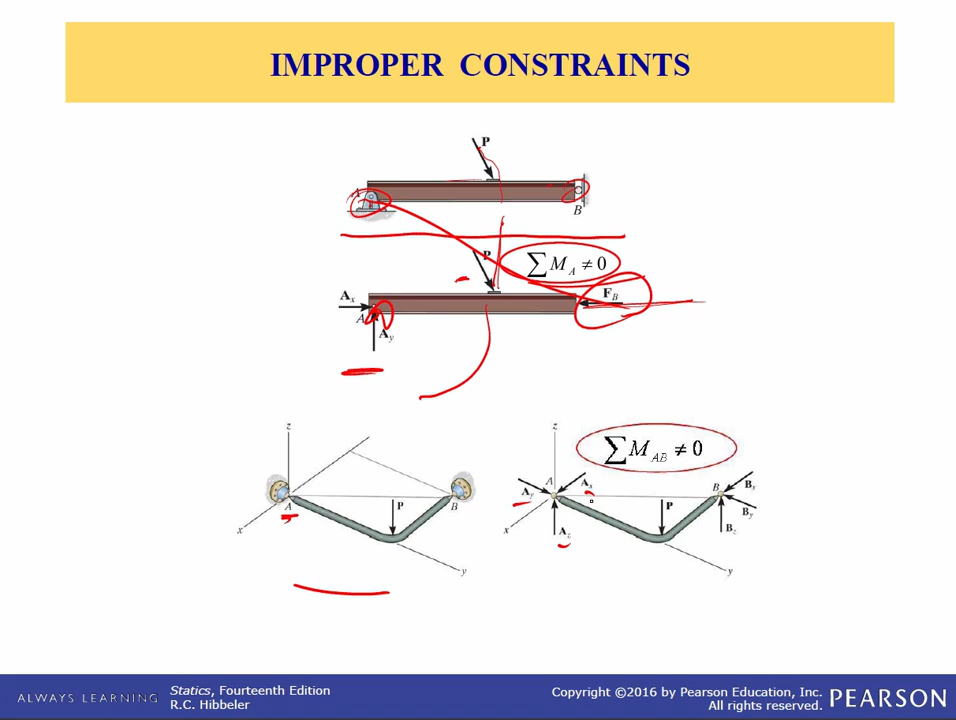 IMPROPER CONSTRAINTS
P
A
B
P
∑ M_A ≠ 0
A_x
F_B
A
A_y
z
z
∑ M_AB ≠ 0
A
A_y
A_x
B
B_x
A
P
B
P
B_y
x
x
A_z
B_z
y
y
ALWAYS LEARNING
Statics, Fourteenth Edition
R.C. Hibbeler
Copyright ©2016 by Pearson Education, Inc.
All rights reserved.
PEARSON